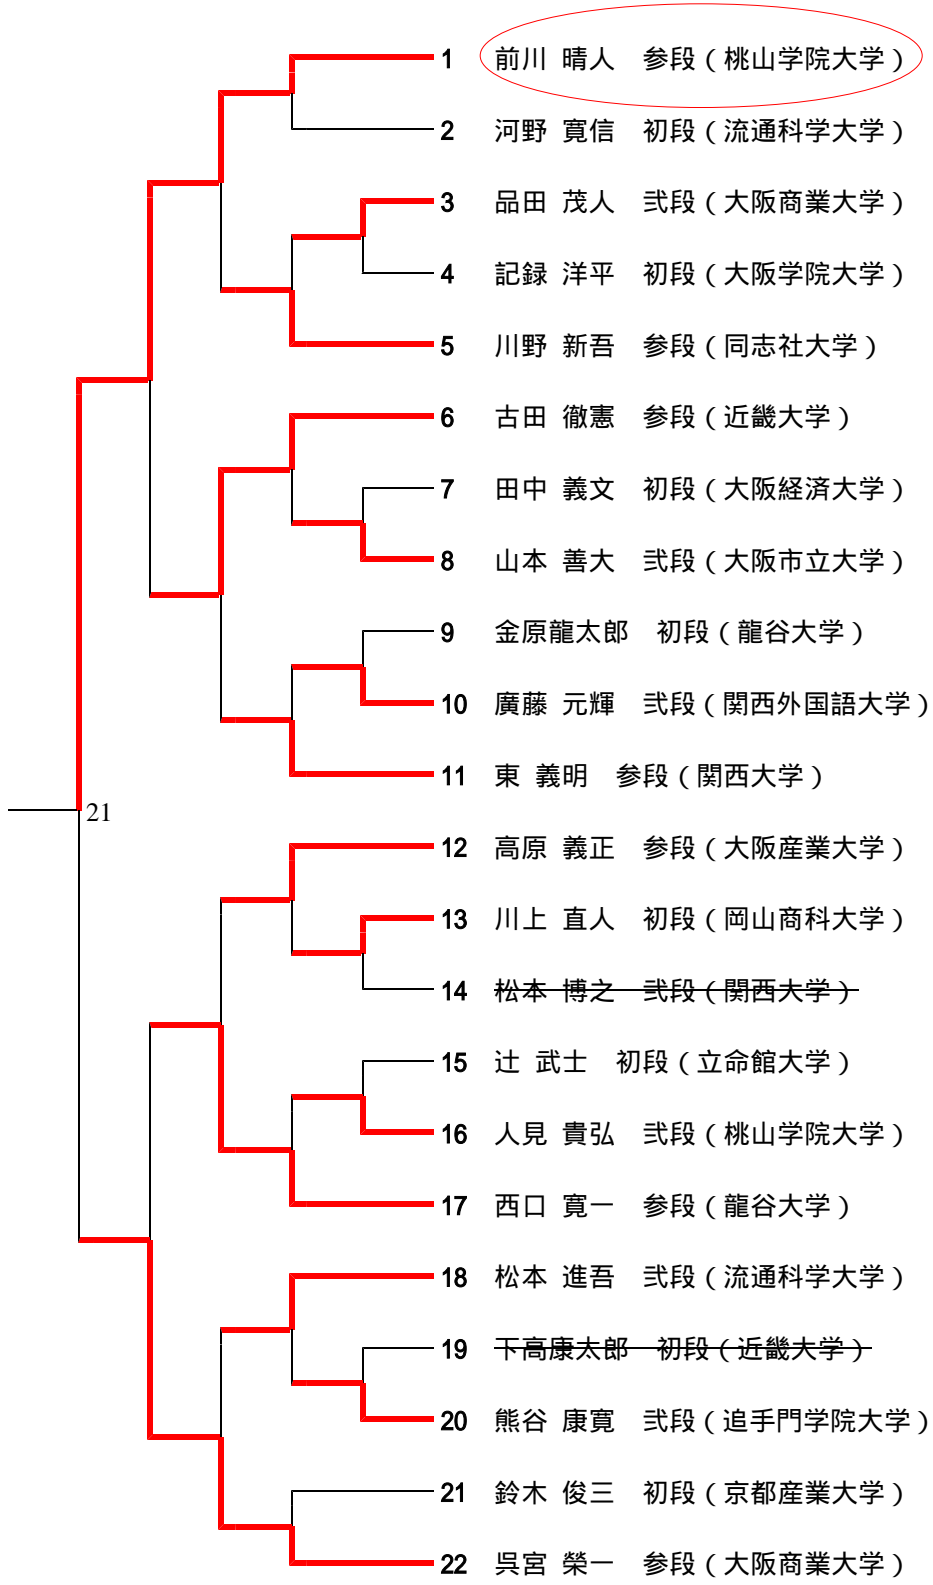 1 前川 晴人 参段(桃山学院大学)
2 河野 寛信 初段(流通科学大学)
3 品田 茂人 弐段(大阪商業大学)
4 記録 洋平 初段(大阪学院大学)
5 川野 新吾 参段(同志社大学)
6 古田 徹憲 参段(近畿大学)
7 田中 義文 初段(大阪経済大学)
8 山本 善大 弐段(大阪市立大学)
9 金原龍太郎 初段(龍谷大学)
10 廣藤 元輝 弐段(関西外国語大学)
11 東 義明 参段(関西大学)
21
12 高原 義正 参段(大阪産業大学)
13 川上 直人 初段(岡山商科大学)
14 松本 博之 弐段(関西大学)
15 辻 武士 初段(立命館大学)
16 人見 貴弘 弐段(桃山学院大学)
17 西口 寛一 参段(龍谷大学)
18 松本 進吾 弐段(流通科学大学)
19 下高康太郎 初段(近畿大学)
20 熊谷 康寛 弐段(追手門学院大学)
21 鈴木 俊三 初段(京都産業大学)
22 呉宮 榮一 参段(大阪商業大学)